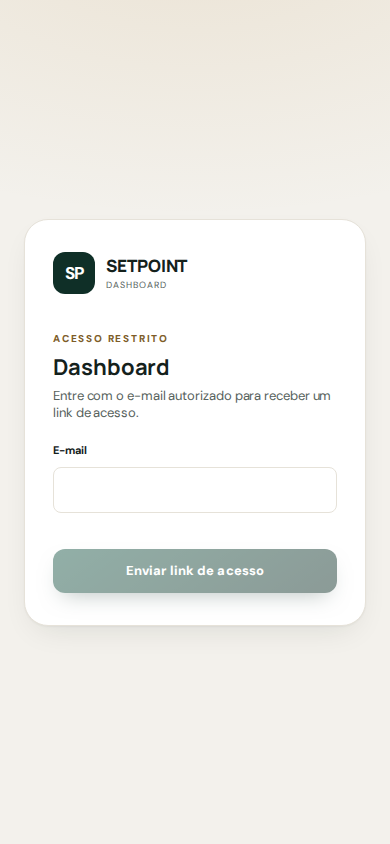 SP
SETPOINT
DASHBOARD
ACESSO RESTRITO
Dashboard
Entre com o e-mail autorizado para receber um
link de acesso.
E-mail
Enviar link de acesso